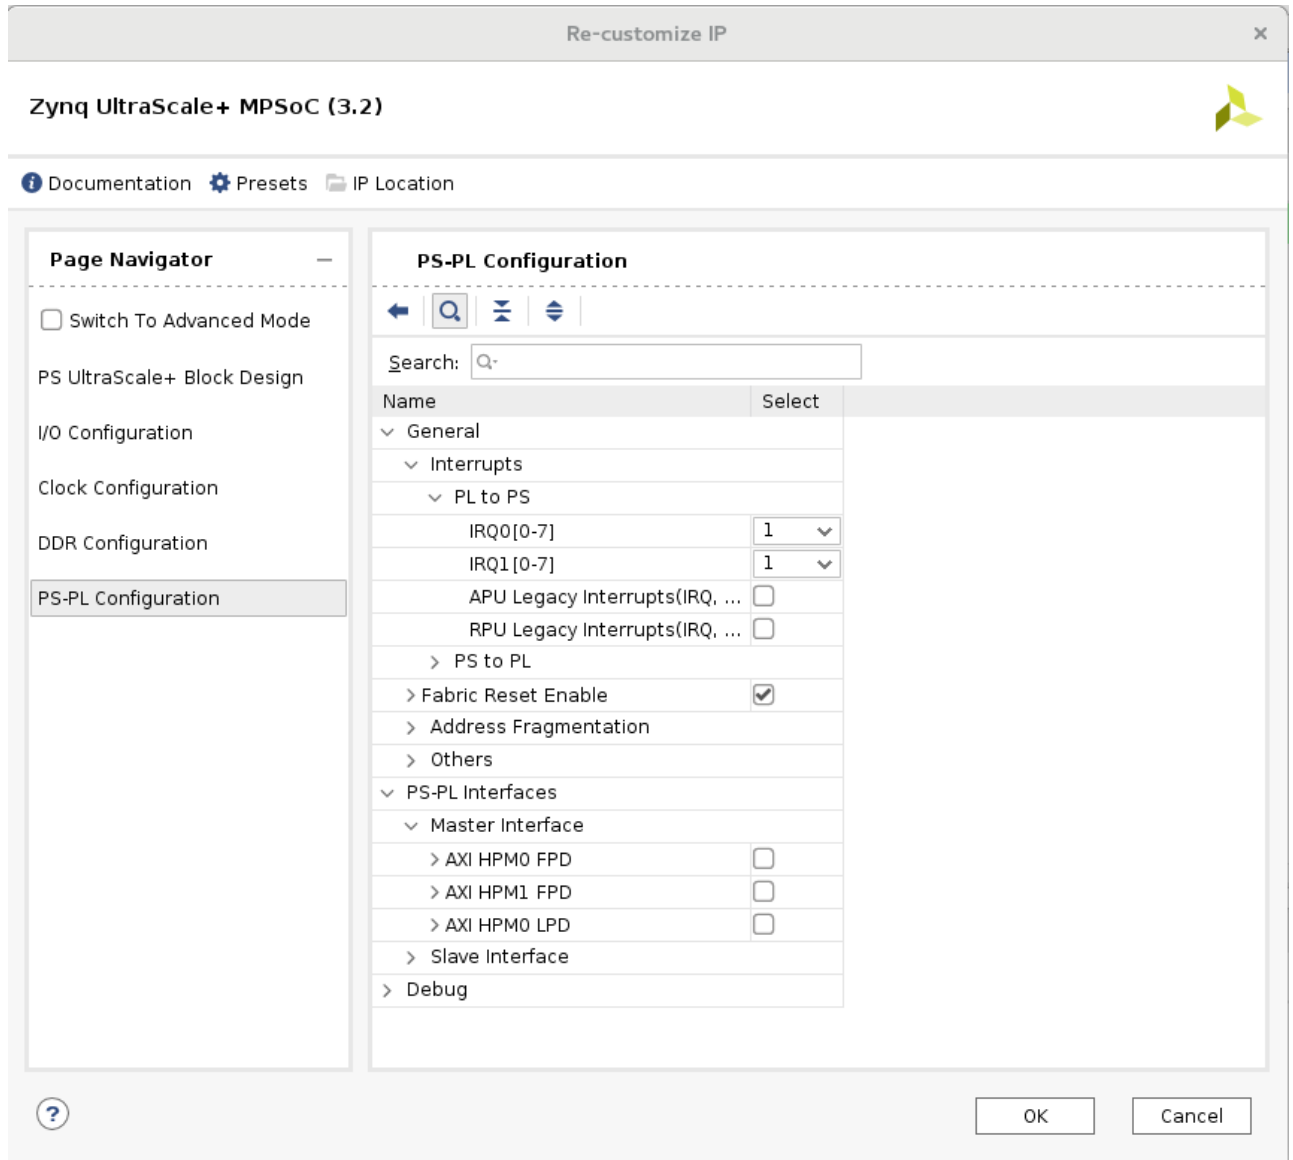 Re-customize IP
Zynq UltraScale+ MPSoC (3.2)
Documentation Presets IP Location
Page Navigator
Switch To Advanced Mode
PS UltraScale+ Block Design
I/O Configuration
Clock Configuration
DDR Configuration
PS-PL Configuration
PS-PL Configuration
Search:
Name Select
General
Interrupts
PL to PS
IRQ0[0-7] 1
IRQ1[0-7] 1
APU Legacy Interrupts(IRQ, ...
RPU Legacy Interrupts(IRQ, ...
PS to PL
Fabric Reset Enable
Address Fragmentation
Others
PS-PL Interfaces
Master Interface
AXI HPM0 FPD
AXI HPM1 FPD
AXI HPM0 LPD
Slave Interface
Debug
?
OK Cancel